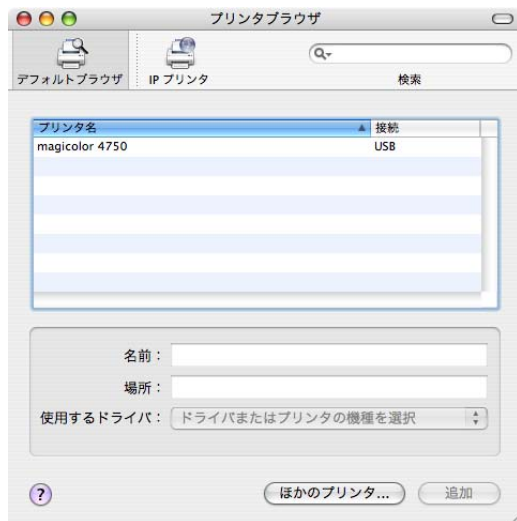 プリンタブラウザ
デフォルトブラウザ IP プリンタ 検索
プリンタ名 接続
magicolor 4750 USB
名前：
場所：
使用するドライバ： ドライバまたはプリンタの機種を選択
? ほかのプリンタ... 追加